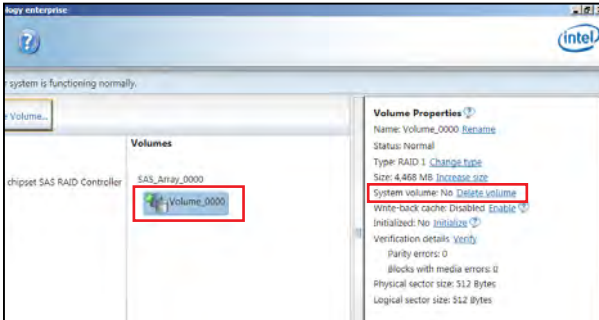 logy enterprise
intel
system is functioning normally.
Volume...
Volumes
chipset SAS RAID Controller
SAS_Array_0000
Volume_0000
Volume Properties
Name: Volume_0000 Rename
Status: Normal
Type: RAID 1 Change type
Size: 4,468 MB Increase size
System volume: No Delete volume
Write-back cache: Disabled Enable
Initialized: No Initialize
Verification details Verify
Parity errors: 0
Blocks with media errors: 0
Physical sector size: 512 Bytes
Logical sector size: 512 Bytes